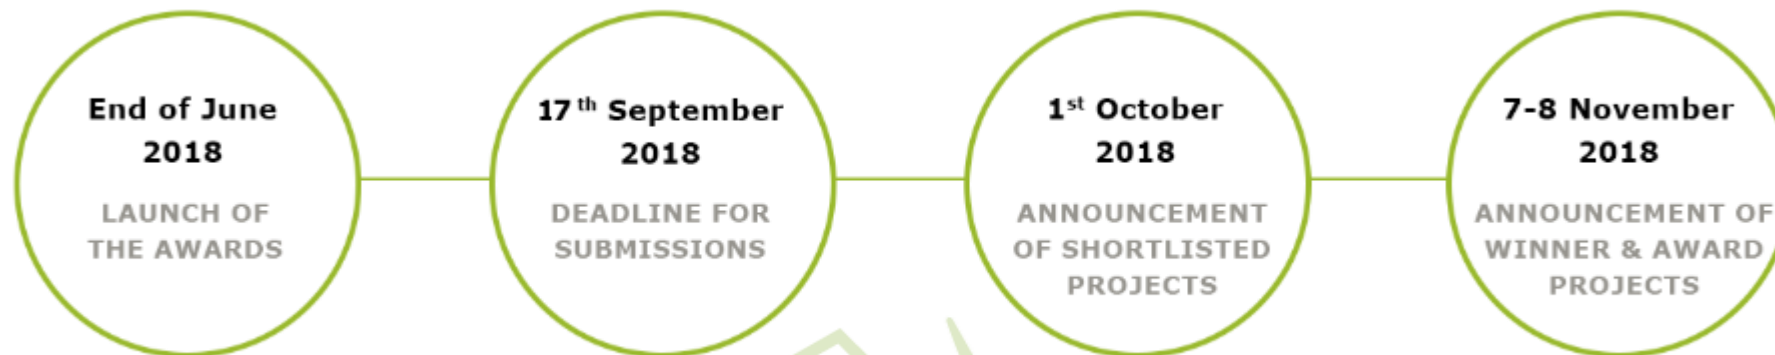 End of June
2018
LAUNCH OF
THE AWARDS
17th September
2018
DEADLINE FOR
SUBMISSIONS
1st October
2018
ANNOUNCEMENT
OF SHORTLISTED
PROJECTS
7-8 November
2018
ANNOUNCEMENT OF
WINNER & AWARD
PROJECTS